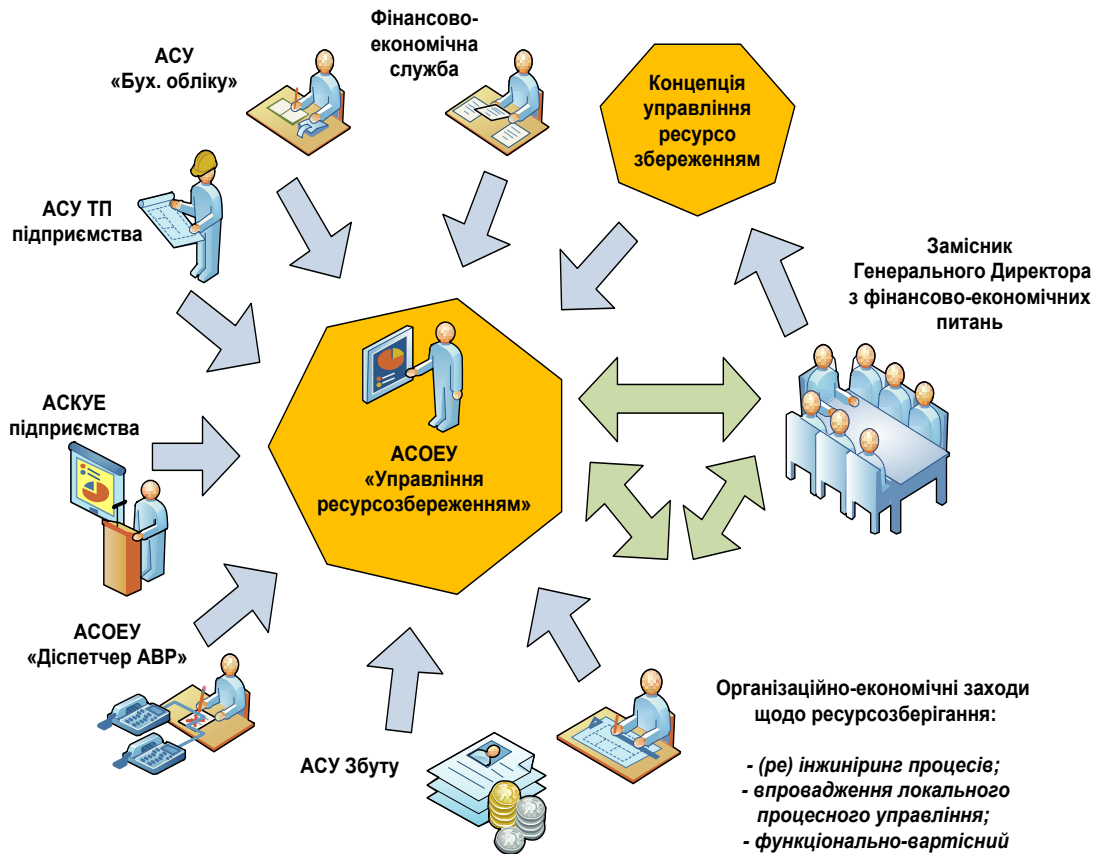 Фінансово-
економічна
служба
АСУ
«Бух. обліку»
Концепція
управління
ресурсо
збереженням
АСУ ТП
підприємства
Замісник
Генерального Директора
з фінансово-економічних
питань
АСКУЕ
підприємства
АСОЕУ
«Управління
ресурсозбереженням»
АСОЕУ
«Діспетчер АВР»
АСУ Збуту
Організаційно-економічні заходи
щодо ресурсозберігання:
- (ре) інжиніринг процесів;
- впровадження локального
процесного управління;
- функціонально-вартісний